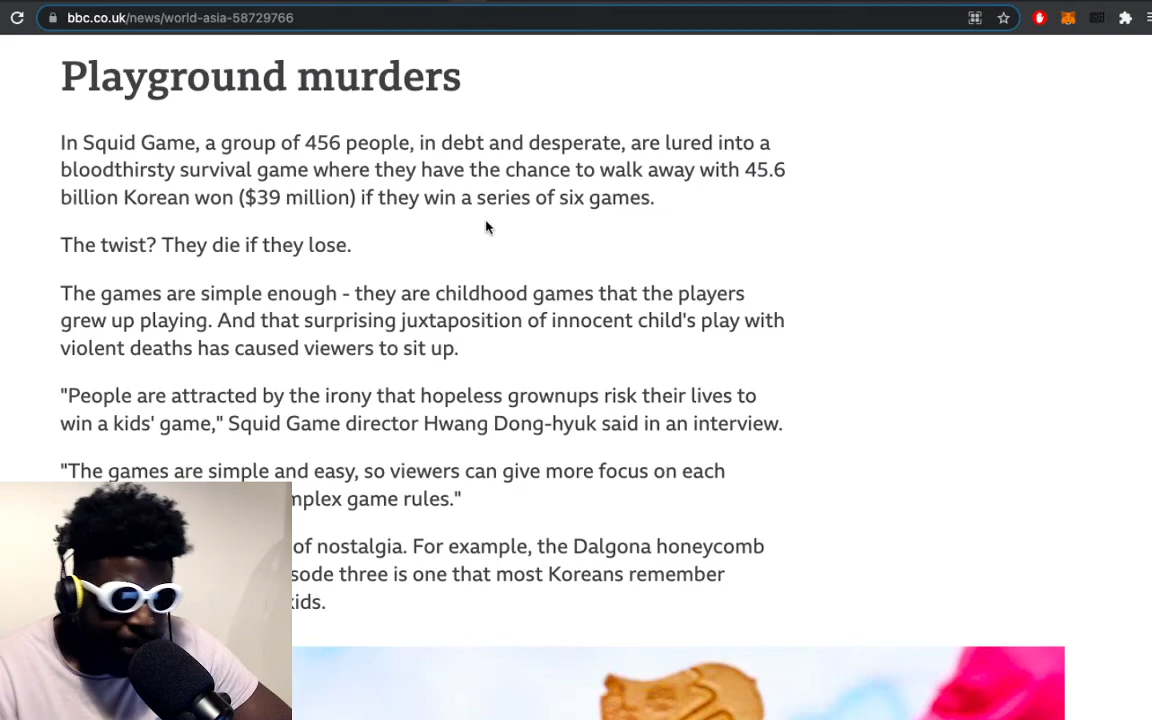 bbc.co.uk/news/world-asia-58729766
Playground murders
In Squid Game, a group of 456 people, in debt and desperate, are lured into a
bloodthirsty survival game where they have the chance to walk away with 45.6
billion Korean won ($39 million) if they win a series of six games.
The twist? They die if they lose.
The games are simple enough - they are childhood games that the players
grew up playing. And that surprising juxtaposition of innocent child's play with
violent deaths has caused viewers to sit up.
"People are attracted by the irony that hopeless grownups risk their lives to
win a kids' game," Squid Game director Hwang Dong-hyuk said in an interview.
"The games are simple and easy, so viewers can give more focus on each
game rules."
of nostalgia. For example, the Dalgona honeycomb
three is one that most Koreans remember